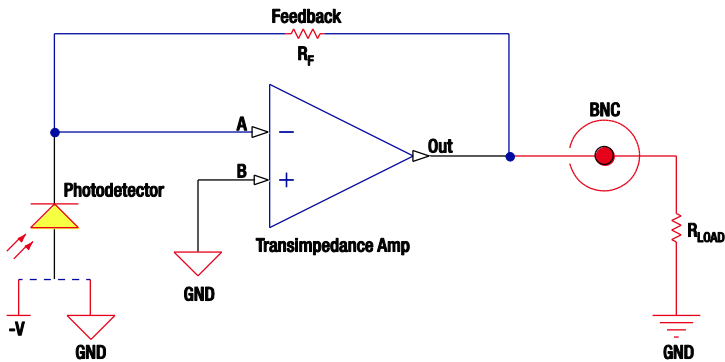 Feedback
RF
BNC
A
−
Out
B
+
Photodetector
RLOAD
Transimpedance Amp
GND
-V
GND
GND